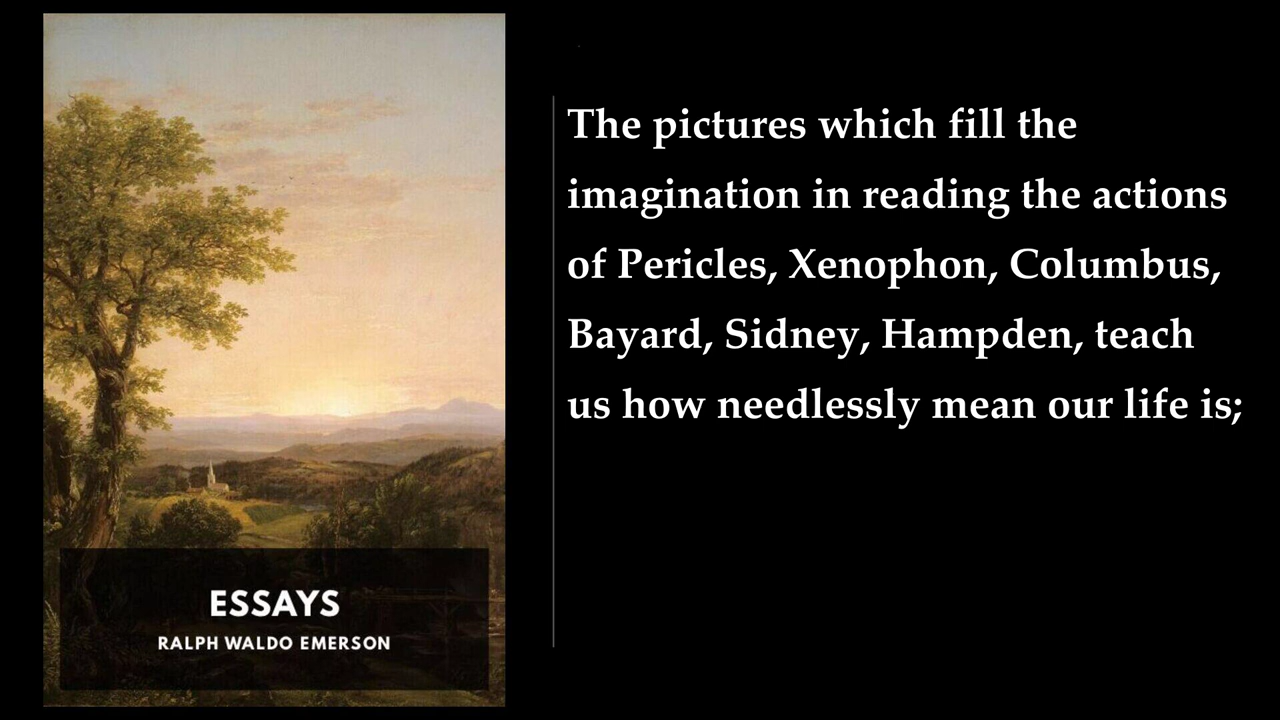 ESSAYS
RALPH WALDO EMERSON
The pictures which fill the
imagination in reading the actions
of Pericles, Xenophon, Columbus,
Bayard, Sidney, Hampden, teach
us how needlessly mean our life is;